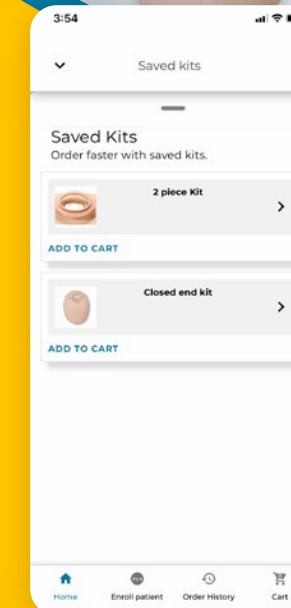 3:54
Saved kits
Saved Kits
Order faster with saved kits.
2 piece Kit
ADD TO CART
Closed end kit
ADD TO CART
Home
Enroll patient
Order History
Cart